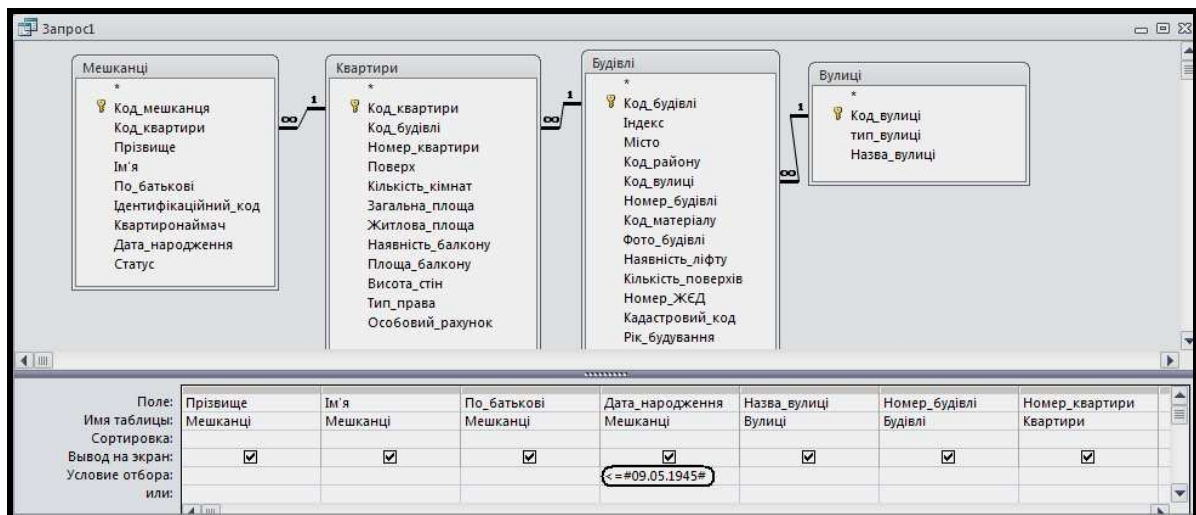 Запрос1
Мешканці
*
Код_мешканця
Код_квартири
Прізвище
Ім'я
По_батькові
Ідентифікаційний_код
Квартиронаймач
Дата_народження
Статус
∞
1
Квартири
*
Код_квартири
Код_будівлі
Номер_квартири
Поверх
Кількість_кімнат
Загальна_площа
Житлова_площа
Наявність_балкону
Площа_балкону
Висота_стін
Тип_права
Особовий_рахунок
∞
1
Будівлі
*
Код_будівлі
Індекс
Місто
Код_району
Код_вулиці
Номер_будівлі
Код_матеріалу
Фото_будівлі
Наявність_ліфту
Кількість_поверхів
Номер_ЖЄД
Кадастровий_код
Рік_будування
∞
1
Вулиці
*
Код_вулиці
тип_вулиці
Назва_вулиці
Поле: Прізвище Ім'я По_батькові Дата_народження Назва_вулиці Номер_будівлі Номер_квартири
Имя таблицы: Мешканці Мешканці Мешканці Мешканці Вулиці Будівлі Квартири
Сортировка:
Вывод на экран:
Условие отбора: <=#09.05.1945#
или: